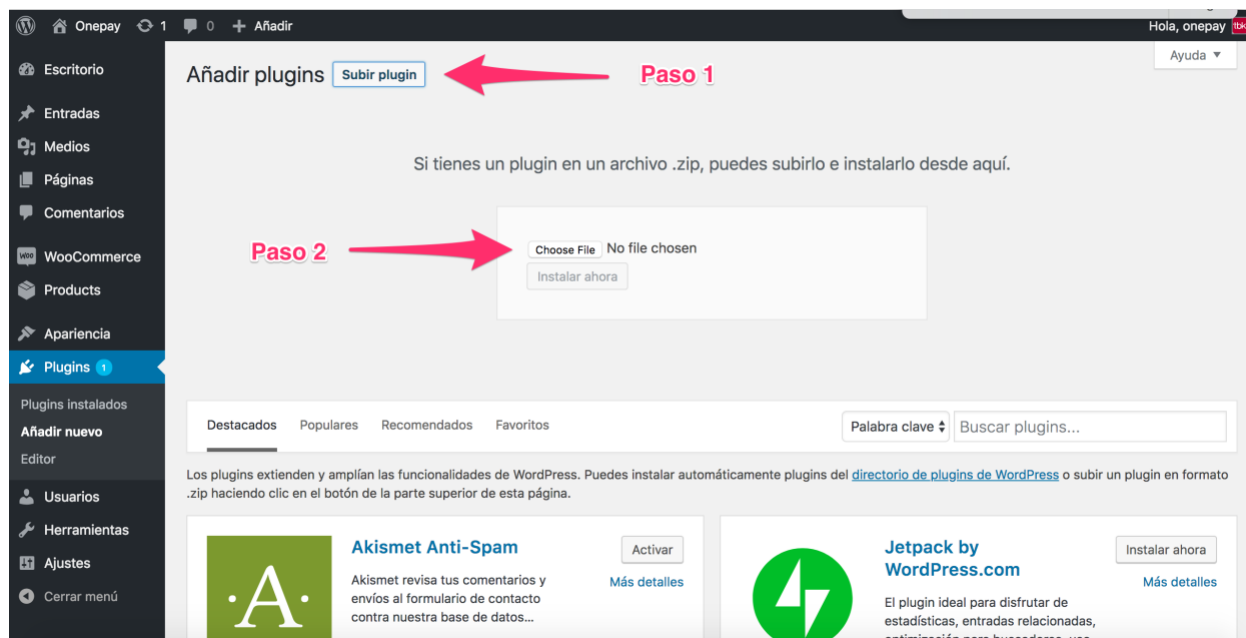 Onepay 1 0 + Añadir
Hola, onepay tbk
Ayuda ▼
Escritorio
Entradas
Medios
Páginas
Comentarios
WOO WooCommerce
Products
Apariencia
Plugins 1
Plugins instalados
Añadir nuevo
Editor
Usuarios
Herramientas
Ajustes
Cerrar menú
Añadir plugins Subir plugin
Paso 1
Si tienes un plugin en un archivo .zip, puedes subirlo e instalarlo desde aquí.
Paso 2
Choose File No file chosen
Instalar ahora
Destacados Populares Recomendados Favoritos Palabra clave Buscar plugins...
Los plugins extienden y amplían las funcionalidades de WordPress. Puedes instalar automáticamente plugins del directorio de plugins de WordPress o subir un plugin en formato
.zip haciendo clic en el botón de la parte superior de esta página.
·A·
Akismet Anti-Spam
Activar
Más detalles
Akismet revisa tus comentarios y
envíos al formulario de contacto
contra nuestra base de datos...
Jetpack by
WordPress.com
Instalar ahora
Más detalles
El plugin ideal para disfrutar de
estadísticas, entradas relacionadas,